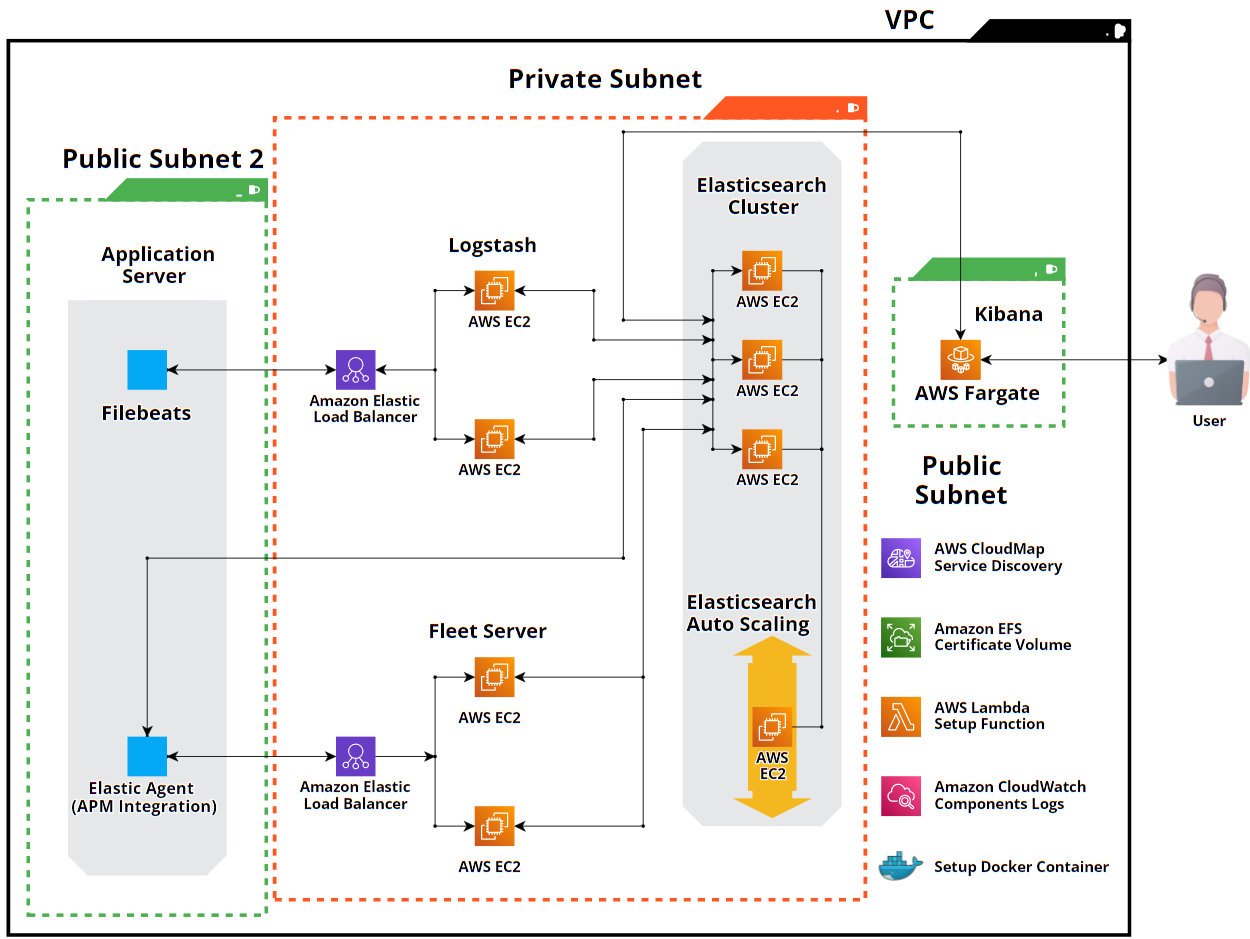 VPC
Private Subnet
Public Subnet 2
Application
Server
Filebeats
Elastic Agent
(APM Integration)
Logstash
AWS EC2
Amazon Elastic
Load Balancer
AWS EC2
Fleet Server
AWS EC2
Amazon Elastic
Load Balancer
AWS EC2
Elasticsearch
Cluster
AWS EC2
AWS EC2
AWS EC2
Elasticsearch
Auto Scaling
AWS
EC2
Kibana
AWS Fargate
User
Public
Subnet
AWS CloudMap
Service Discovery
Amazon EFS
Certificate Volume
AWS Lambda
Setup Function
Amazon CloudWatch
Components Logs
Setup Docker Container